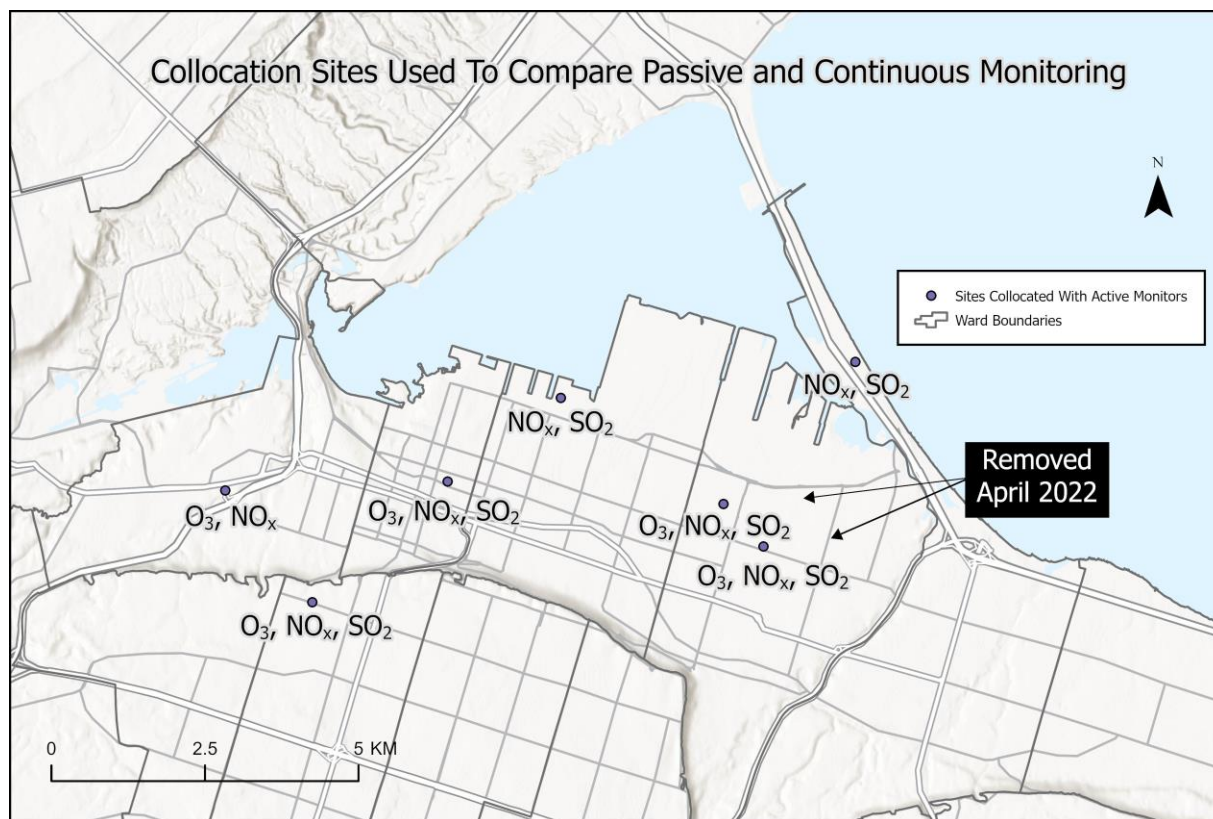 Collocation Sites Used To Compare Passive and Continuous Monitoring
N
Sites Collocated With Active Monitors
Ward Boundaries
NOₓ, SO₂
NOₓ, SO₂
Removed
April 2022
O₃, NOₓ
O₃, NOₓ, SO₂
O₃, NOₓ, SO₂
O₃, NOₓ, SO₂
O₃, NOₓ, SO₂
0 2.5 5 KM